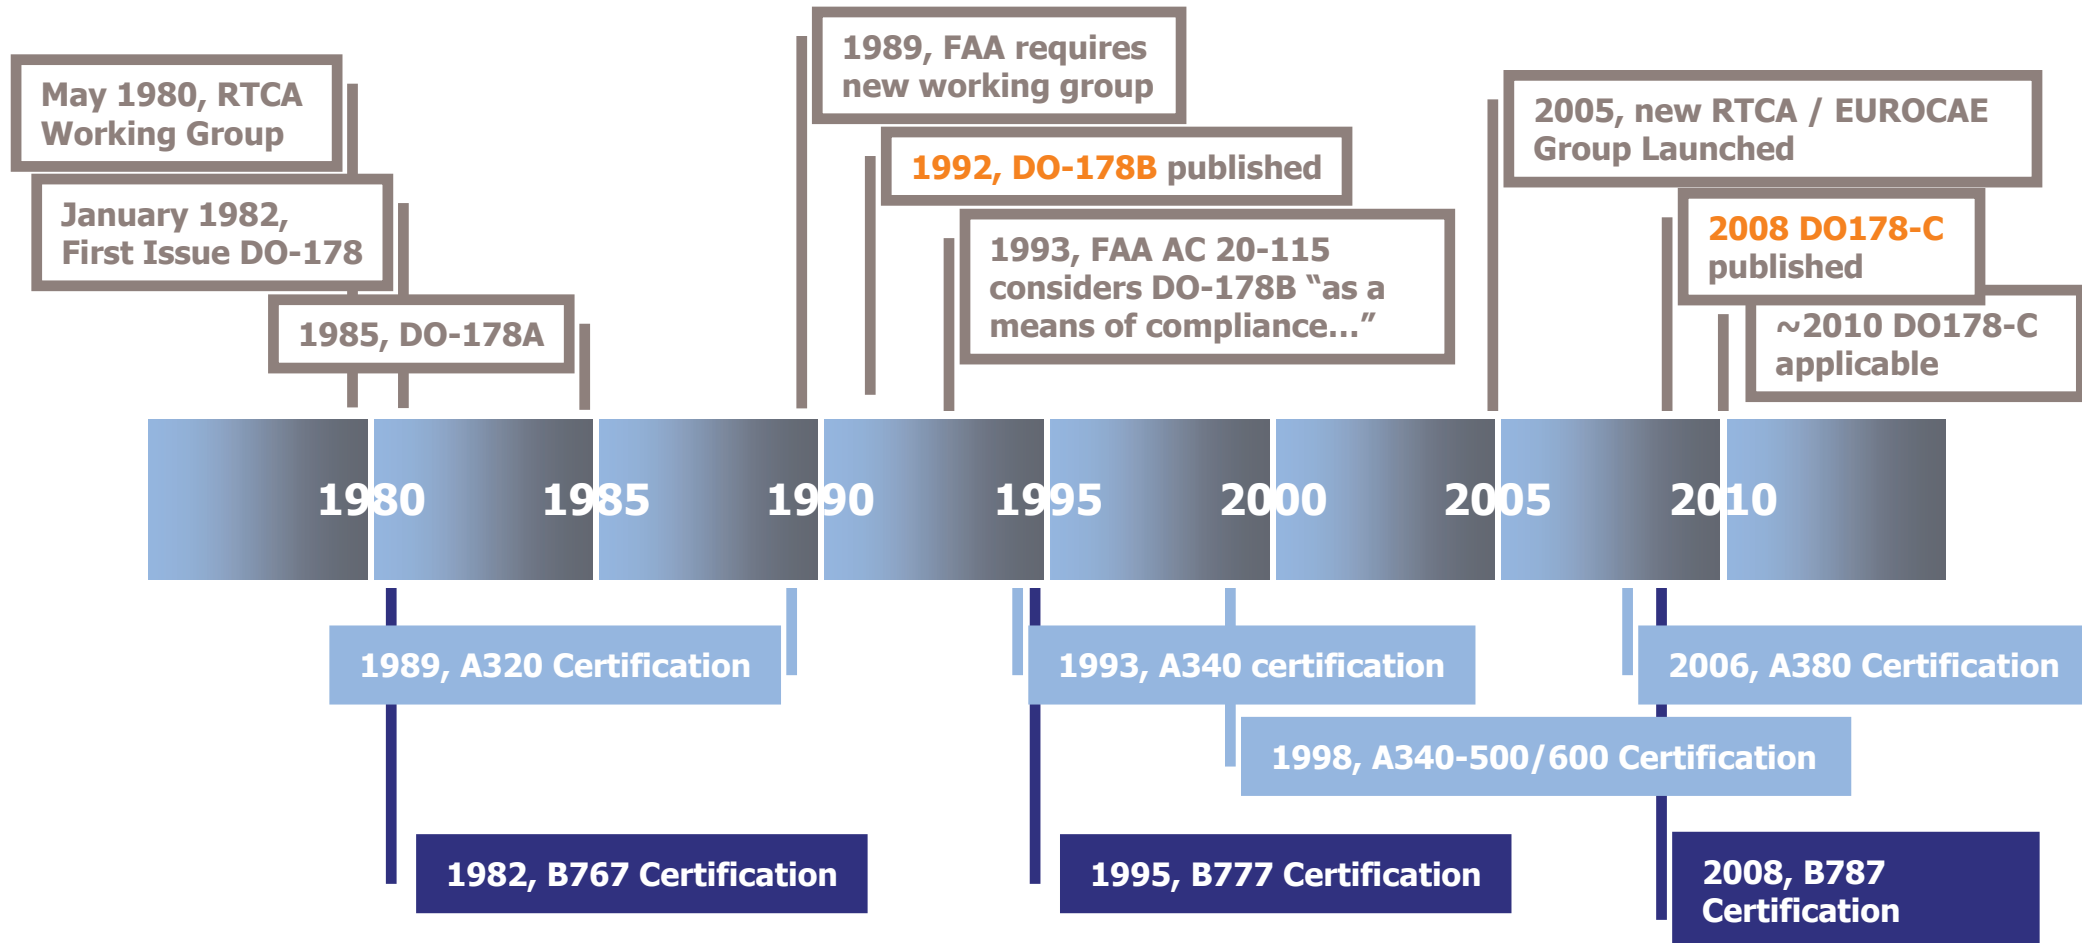 May 1980, RTCA
Working Group
January 1982,
First Issue DO-178
1985, DO-178A
1989, FAA requires
new working group
1992, DO-178B published
1993, FAA AC 20-115
considers DO-178B “as a
means of compliance…”
2005, new RTCA / EUROCAE
Group Launched
2008 DO178-C
published
~2010 DO178-C
applicable
1980
1985
1990
1995
2000
2005
2010
1989, A320 Certification
1993, A340 certification
2006, A380 Certification
1998, A340-500/600 Certification
1982, B767 Certification
1995, B777 Certification
2008, B787
Certification